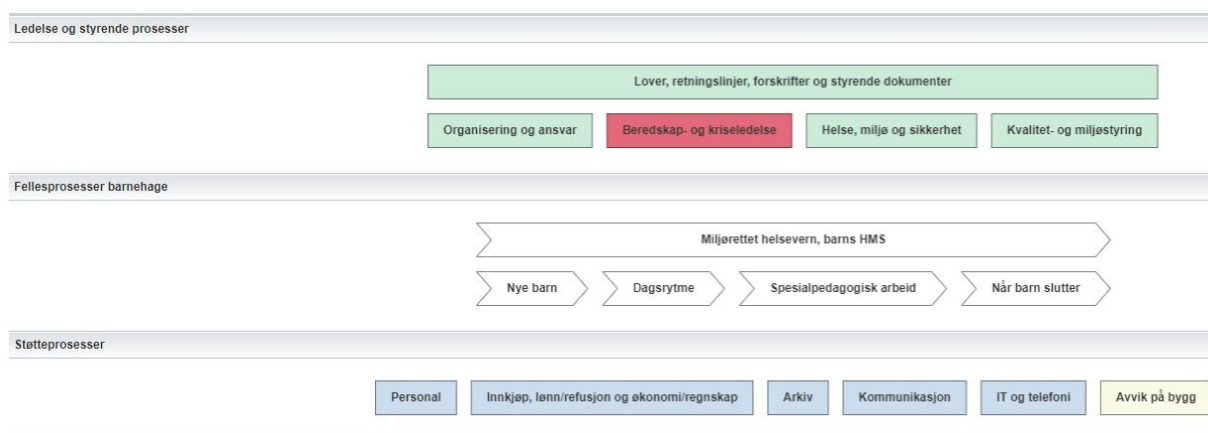 Ledelse og styrende prosesser
Lover, retningslinjer, forskrifter og styrende dokumenter
Organisering og ansvar
Beredskap- og kriseledelse
Helse, miljø og sikkerhet
Kvalitet- og miljøstyring
Fellesprosesser barnehage
Miljørettet helsevern, barns HMS
Nye barn
Dagsrytme
Spesialpedagogisk arbeid
Når barn slutter
Støtteprosesser
Personal
Innkjøp, lønn/refusjon og økonomi/regnskap
Arkiv
Kommunikasjon
IT og telefoni
Avvik på bygg